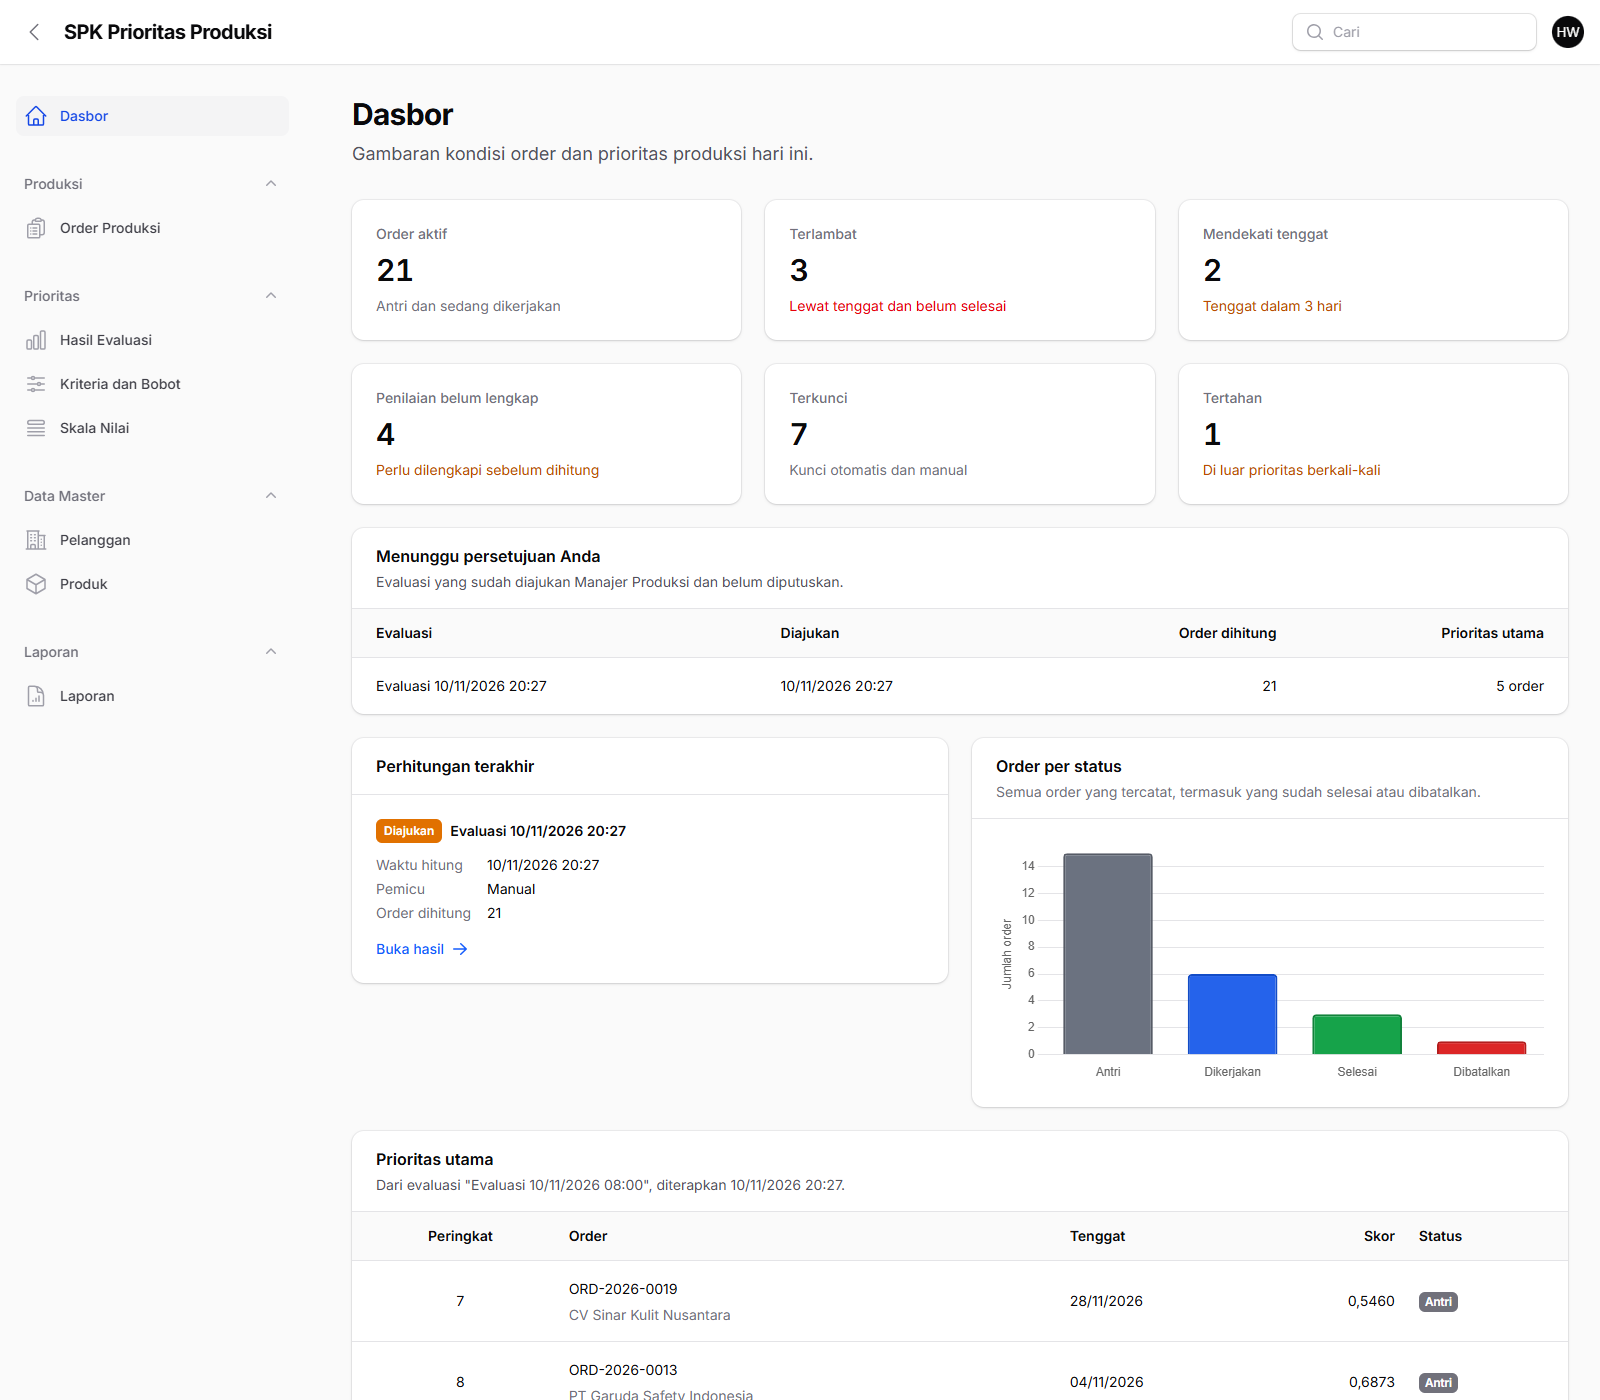 SPK Prioritas Produksi
Cari
HW
Dasbor
Produksi
Order Produksi
Prioritas
Hasil Evaluasi
Kriteria dan Bobot
Skala Nilai
Data Master
Pelanggan
Produk
Laporan
Laporan
Dasbor
Gambaran kondisi order dan prioritas produksi hari ini.
Order aktif
21
Antri dan sedang dikerjakan
Terlambat
3
Lewat tenggat dan belum selesai
Mendekati tenggat
2
Tenggat dalam 3 hari
Penilaian belum lengkap
4
Perlu dilengkapi sebelum dihitung
Terkunci
7
Kunci otomatis dan manual
Tertahan
1
Di luar prioritas berkali-kali
Menunggu persetujuan Anda
Evaluasi yang sudah diajukan Manajer Produksi dan belum diputuskan.
Evaluasi Diajukan Order dihitung Prioritas utama
Evaluasi 10/11/2026 20:27 10/11/2026 20:27 21 5 order
Perhitungan terakhir
Diajukan Evaluasi 10/11/2026 20:27
Waktu hitung 10/11/2026 20:27
Pemicu Manual
Order dihitung 21
Buka hasil
Order per status
Semua order yang tercatat, termasuk yang sudah selesai atau dibatalkan.
Jumlah order
14
12
10
8
6
4
2
0
Antri Dikerjakan Selesai Dibatalkan
Prioritas utama
Dari evaluasi "Evaluasi 10/11/2026 08:00", diterapkan 10/11/2026 20:27.
Peringkat Order Tenggat Skor Status
7 ORD-2026-0019 28/11/2026 0,5460 Antri
CV Sinar Kulit Nusantara
8 ORD-2026-0013 04/11/2026 0,6873 Antri
PT Garuda Safety Indonesia